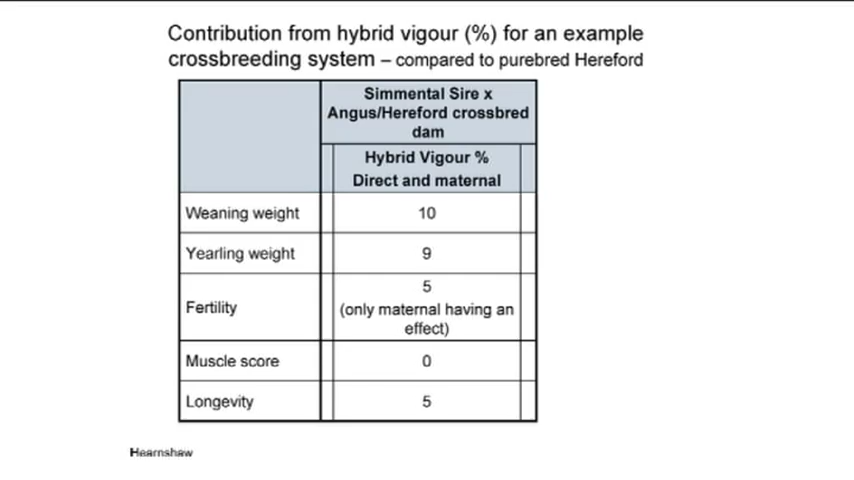 Contribution from hybrid vigour (%) for an example
crossbreeding system – compared to purebred Hereford
Simmental Sire x
Angus/Hereford crossbred
dam
Hybrid Vigour %
Direct and maternal
Weaning weight 10
Yearling weight 9
Fertility 5
(only maternal having an
effect)
Muscle score 0
Longevity 5
Hearnshaw